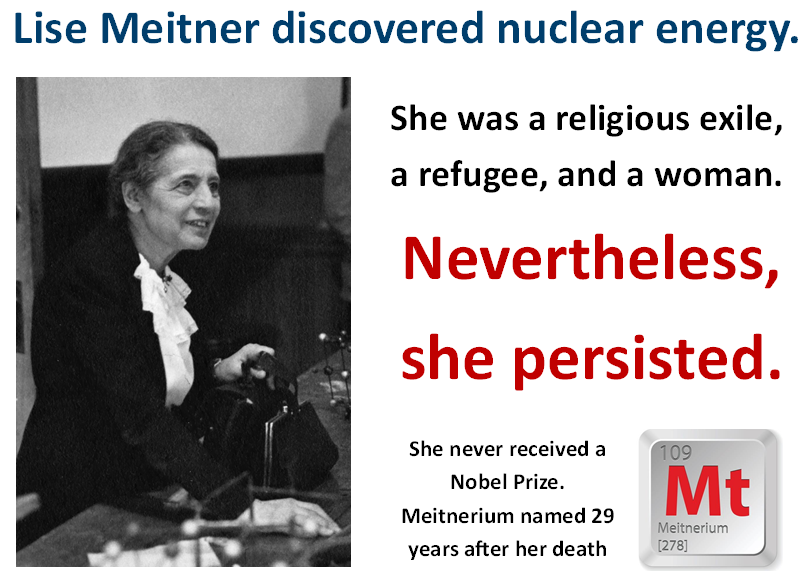 Lise Meitner discovered nuclear energy.
She was a religious exile,
a refugee, and a woman.
Nevertheless,
she persisted.
She never received a
Nobel Prize.
Meitnerium named 29
years after her death
109
Mt
Meitnerium
[278]